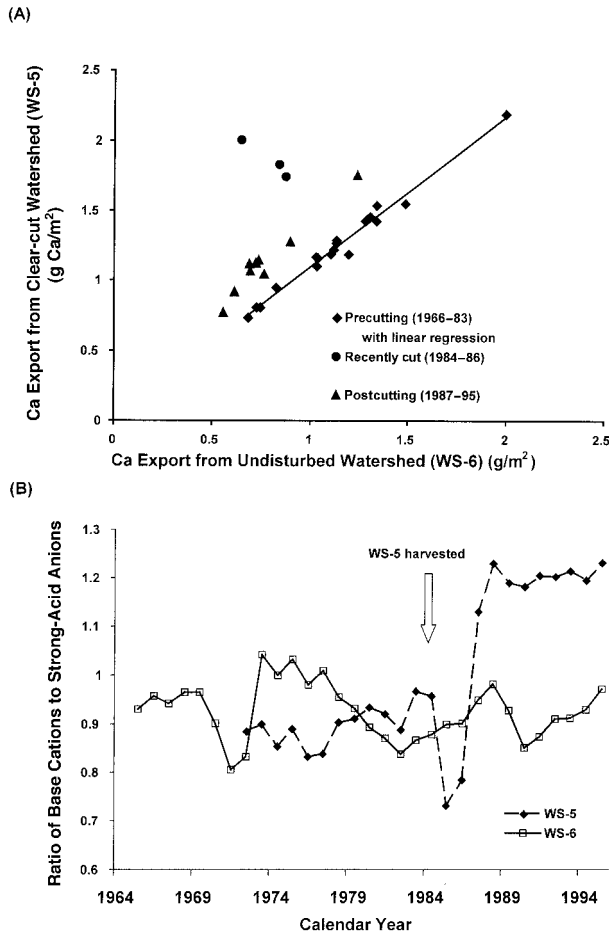 (A)
Ca Export from Clear-cut Watershed (WS-5)
(g Ca/m²)
2.5
2
1.5
1
0.5
0
Precutting (1966–83)
with linear regression
Recently cut (1984–86)
Postcutting (1987–95)
0 0.5 1 1.5 2 2.5
Ca Export from Undisturbed Watershed (WS-6) (g/m²)
(B)
Ratio of Base Cations to Strong-Acid Anions
1.3
1.2
1.1
1
0.9
0.8
0.7
0.6
WS-5 harvested
WS-5
WS-6
1964 1969 1974 1979 1984 1989 1994
Calendar Year